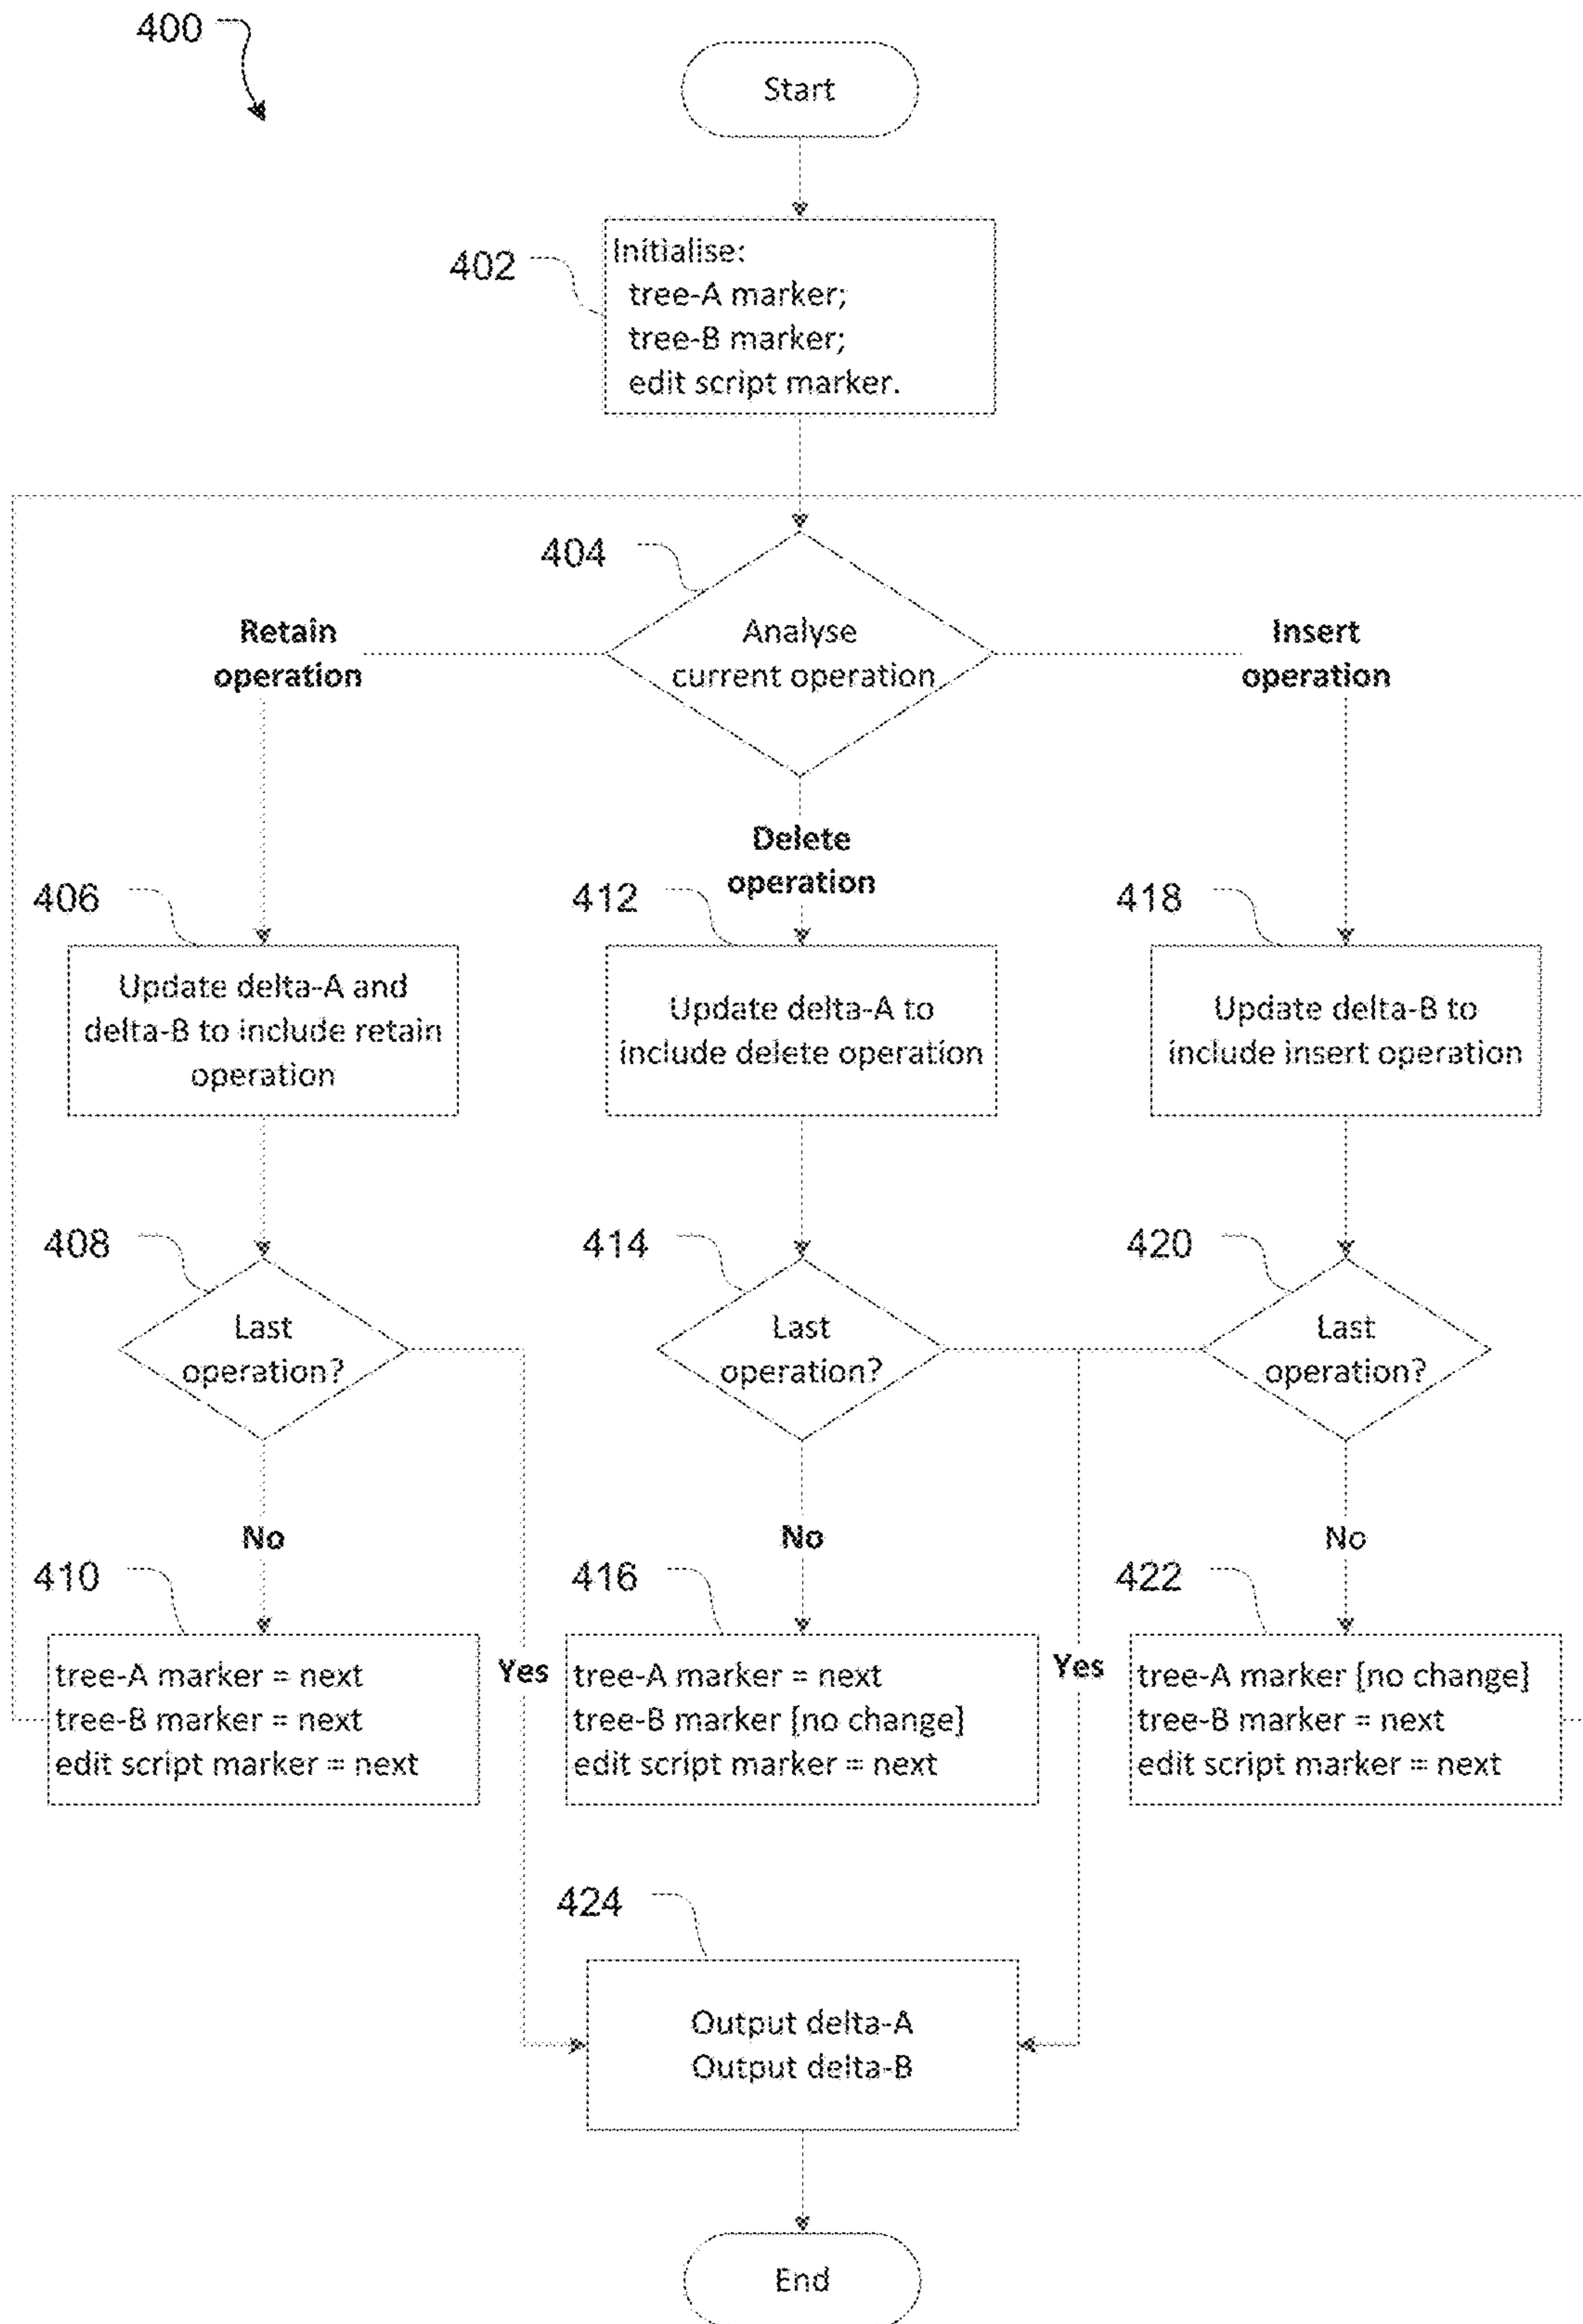 400
Start
402
Initialise:
tree-A marker;
tree-B marker;
edit script marker.
404
Analyse
current operation
Retain
operation
Insert
operation
Delete
operation
406
Update delta-A and
delta-B to include retain
operation
412
Update delta-A to
include delete operation
418
Update delta-B to
include insert operation
408
Last
operation?
414
Last
operation?
420
Last
operation?
No
No
No
410
tree-A marker = next
tree-B marker = next
edit script marker = next
Yes
416
tree-A marker = next
tree-B marker [no change]
edit script marker = next
Yes
422
tree-A marker [no change]
tree-B marker = next
edit script marker = next
424
Output delta-A
Output delta-B
End